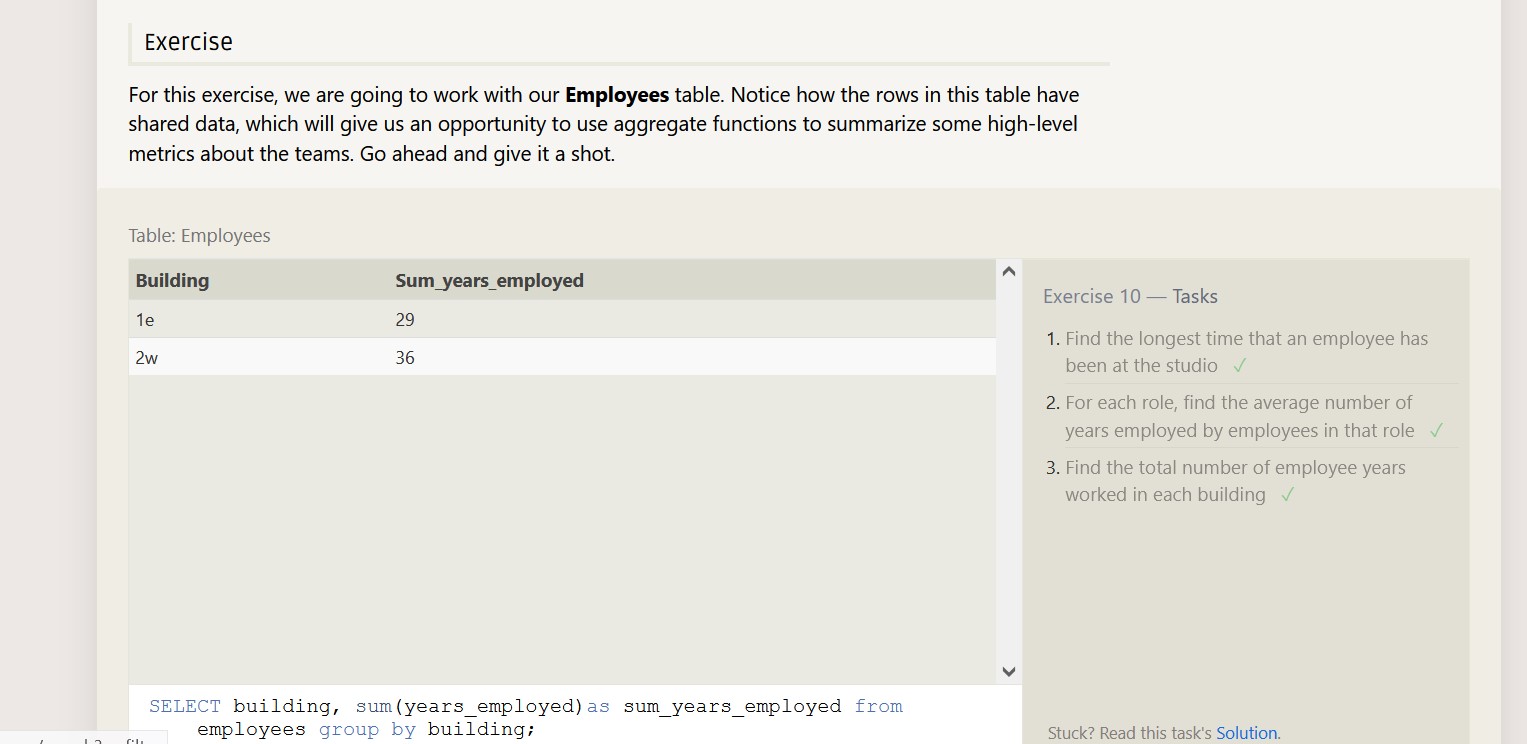 Exercise
For this exercise, we are going to work with our Employees table. Notice how the rows in this table have
shared data, which will give us an opportunity to use aggregate functions to summarize some high-level
metrics about the teams. Go ahead and give it a shot.
Table: Employees
Building Sum_years_employed
1e 29
2w 36
Exercise 10 — Tasks
1. Find the longest time that an employee has
been at the studio ✓
2. For each role, find the average number of
years employed by employees in that role ✓
3. Find the total number of employee years
worked in each building ✓
SELECT building, sum(years_employed)as sum_years_employed from
employees group by building;
Stuck? Read this task's Solution.